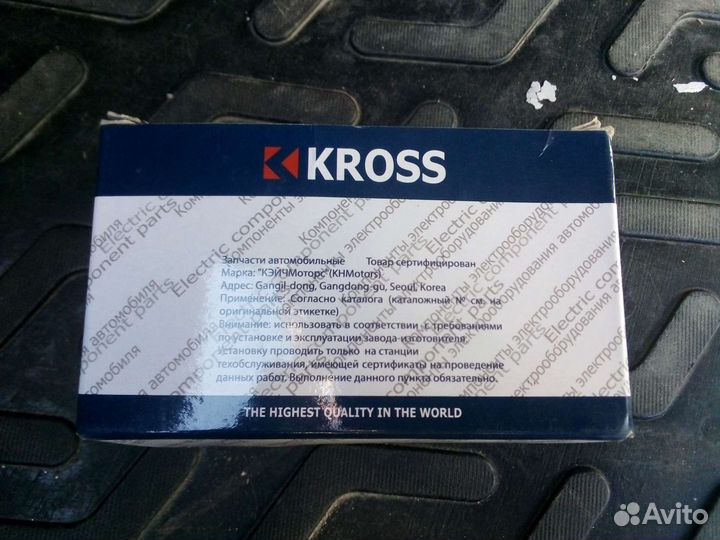 KROSS
Запчасти автомобильные Товар сертифицирован
Марка: "КЭЙЧМоторс"(KHMotors)
Адрес: Gangil-dong, Gangdong-gu, Seoul, Korea
Применение: Согласно каталога (каталожный № см. на
оригинальной этикетке)
Внимание: использовать в соответствии с требованиями
по установке и эксплуатации завода-изготовителя.
Установку проводить только на станции
техобслуживания, имеющей сертификаты на проведение
данных работ. Выполнение данного пункта обязательно.
THE HIGHEST QUALITY IN THE WORLD
Avito